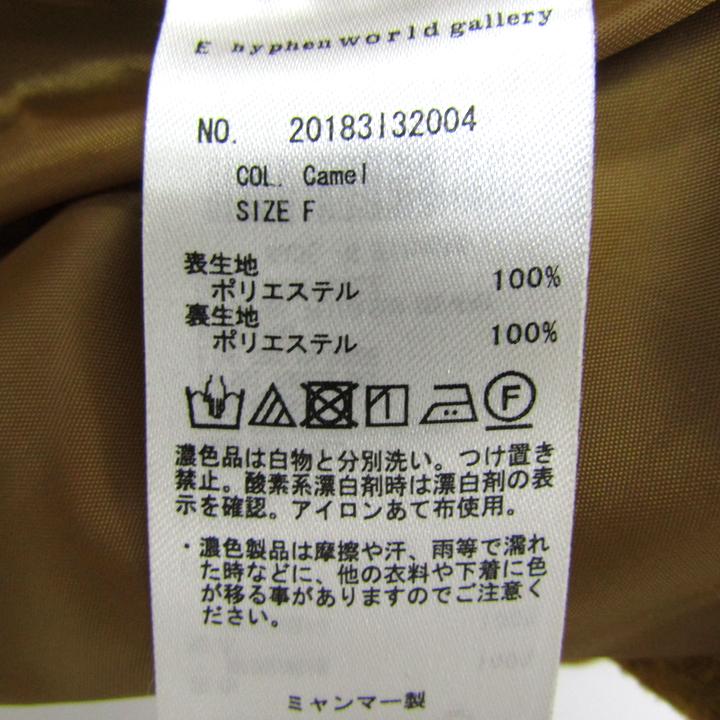 E hyphen world gallery
NO. 20183132004
COL. Camel
SIZE F
表生地
ポリエステル 100%
裏生地
ポリエステル 100%
F
濃色品は白物と分別洗い。つけ置き
禁止。酸素系漂白剤時は漂白剤の表
示を確認。アイロンあて布使用。
・濃色製品は摩擦や汗、雨等で濡れ
た時などに、他の衣料や下着に色
が移る事がありますのでご注意く
ださい。
ミャンマー製